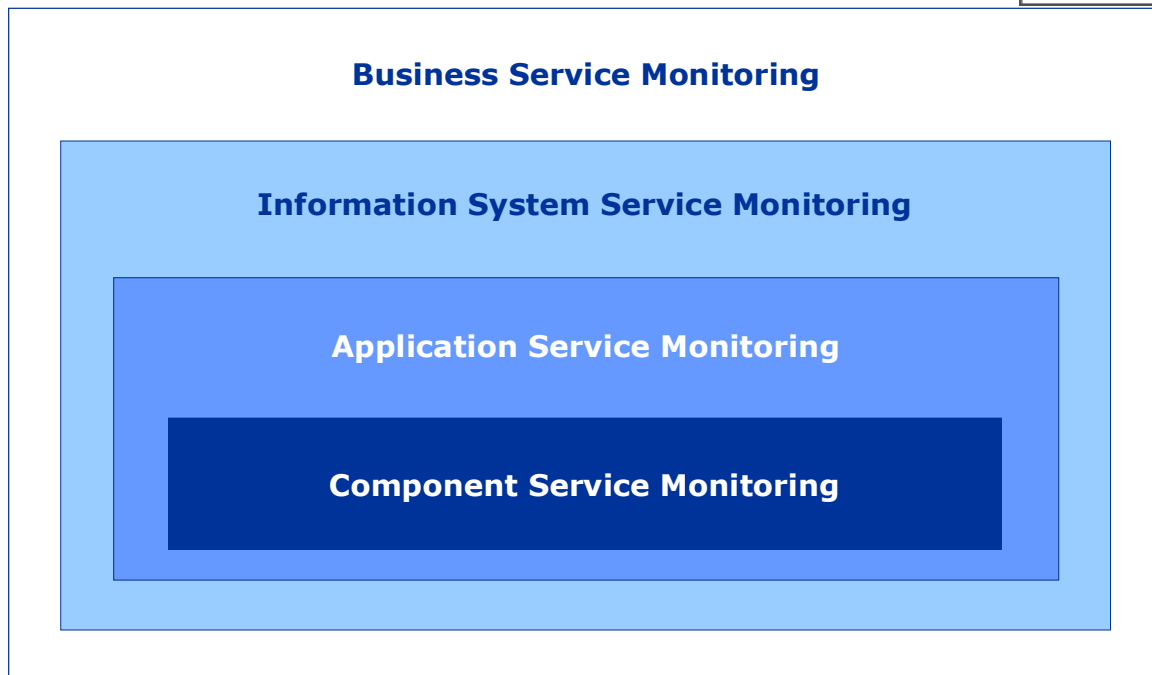 Business Service Monitoring
Information System Service Monitoring
Application Service Monitoring
Component Service Monitoring